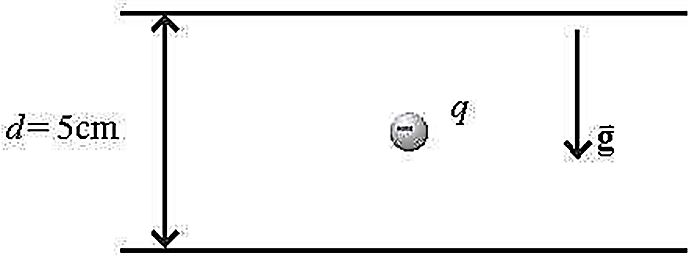 q
d = 5cm
g⃗